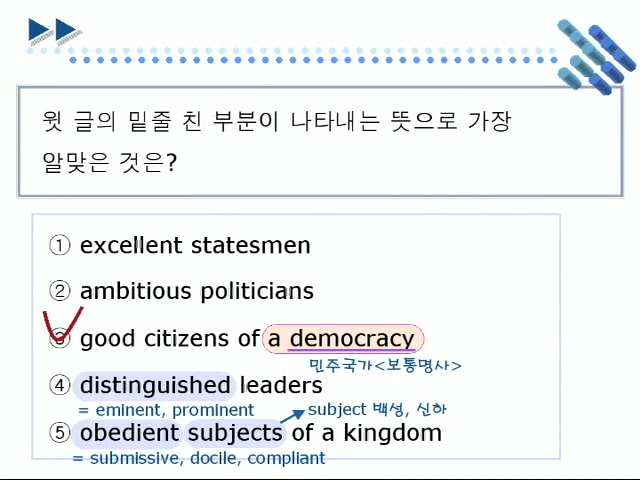 윗 글의 밑줄 친 부분이 나타내는 뜻으로 가장
알맞은 것은?
① excellent statesmen
② ambitious politicians
③ good citizens of a democracy
민주국가<보통명사>
④ distinguished leaders
= eminent, prominent
subject 백성, 신하
⑤ obedient subjects of a kingdom
= submissive, docile, compliant